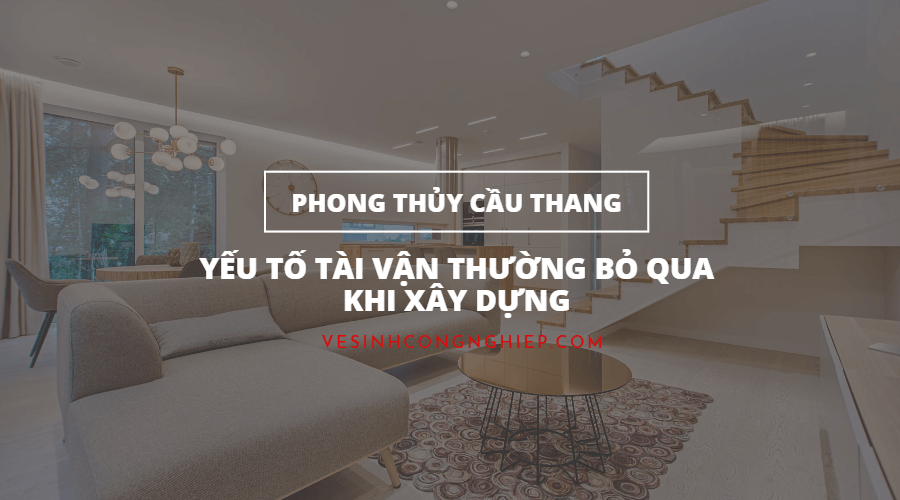 PHONG THỦY CẦU THANG
YẾU TỐ TÀI VẬN THƯỜNG BỎ QUA
KHI XÂY DỰNG
VESINHCONGNGHIEP.COM